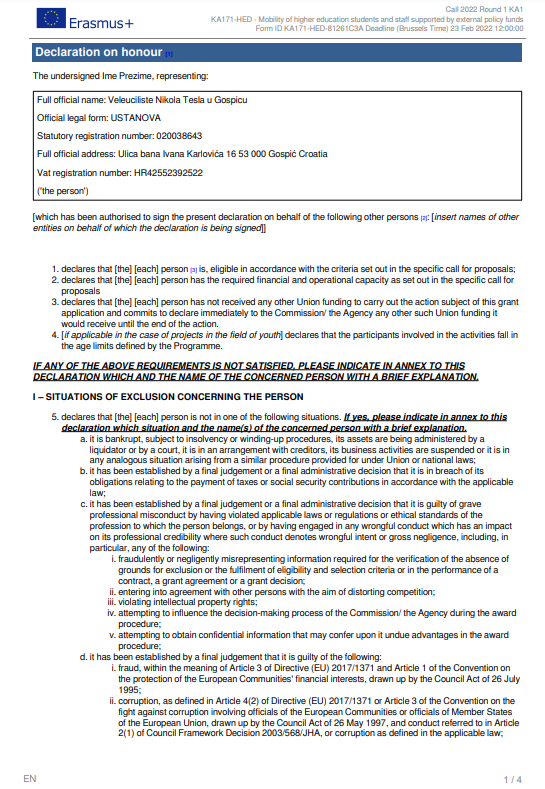 Erasmus+
Call 2022 Round 1 KA1
KA171-HED - Mobility of higher education students and staff supported by external policy funds
Form ID KA171-HED-81261C3A Deadline (Brussels Time) 23 Feb 2022 12:00:00
Declaration on honour [1]
The undersigned Ime Prezime, representing:
Full official name: Veleuciliste Nikola Tesla u Gospicu
Official legal form: USTANOVA
Statutory registration number: 020038643
Full official address: Ulica bana Ivana Karlovića 16 53 000 Gospić Croatia
Vat registration number: HR42552392522
('the person')
[which has been authorised to sign the present declaration on behalf of the following other persons [2]: [insert names of other
entities on behalf of which the declaration is being signed]]
1. declares that [the] [each] person [3] is, eligible in accordance with the criteria set out in the specific call for proposals;
2. declares that [the] [each] person has the required financial and operational capacity as set out in the specific call for
proposals
3. declares that [the] [each] person has not received any other Union funding to carry out the action subject of this grant
application and commits to declare immediately to the Commission/ the Agency any other such Union funding it
would receive until the end of the action.
4. [if applicable in the case of projects in the field of youth] declares that the participants involved in the activities fall in
the age limits defined by the Programme.
IF ANY OF THE ABOVE REQUIREMENTS IS NOT SATISFIED, PLEASE INDICATE IN ANNEX TO THIS
DECLARATION WHICH AND THE NAME OF THE CONCERNED PERSON WITH A BRIEF EXPLANATION.
I – SITUATIONS OF EXCLUSION CONCERNING THE PERSON
5. declares that [the] [each] person is not in one of the following situations. If yes, please indicate in annex to this
declaration which situation and the name(s) of the concerned person with a brief explanation.
a. it is bankrupt, subject to insolvency or winding-up procedures, its assets are being administered by a
liquidator or by a court, it is in an arrangement with creditors, its business activities are suspended or it is in
any analogous situation arising from a similar procedure provided for under Union or national laws;
b. it has been established by a final judgement or a final administrative decision that it is in breach of its
obligations relating to the payment of taxes or social security contributions in accordance with the applicable
law;
c. it has been established by a final judgement or a final administrative decision that it is guilty of grave
professional misconduct by having violated applicable laws or regulations or ethical standards of the
profession to which the person belongs, or by having engaged in any wrongful conduct which has an impact
on its professional credibility where such conduct denotes wrongful intent or gross negligence, including, in
particular, any of the following:
i. fraudulently or negligently misrepresenting information required for the verification of the absence of
grounds for exclusion or the fulfilment of eligibility and selection criteria or in the performance of a
contract, a grant agreement or a grant decision;
ii. entering into agreement with other persons with the aim of distorting competition;
iii. violating intellectual property rights;
iv. attempting to influence the decision-making process of the Commission/ the Agency during the award
procedure;
v. attempting to obtain confidential information that may confer upon it undue advantages in the award
procedure;
d. it has been established by a final judgement that it is guilty of the following:
i. fraud, within the meaning of Article 3 of Directive (EU) 2017/1371 and Article 1 of the Convention on
the protection of the European Communities' financial interests, drawn up by the Council Act of 26 July
1995;
ii. corruption, as defined in Article 4(2) of Directive (EU) 2017/1371 or Article 3 of the Convention on the
fight against corruption involving officials of the European Communities or officials of Member States
of the European Union, drawn up by the Council Act of 26 May 1997, and conduct referred to in Article
2(1) of Council Framework Decision 2003/568/JHA, or corruption as defined in the applicable law;
EN
1 / 4